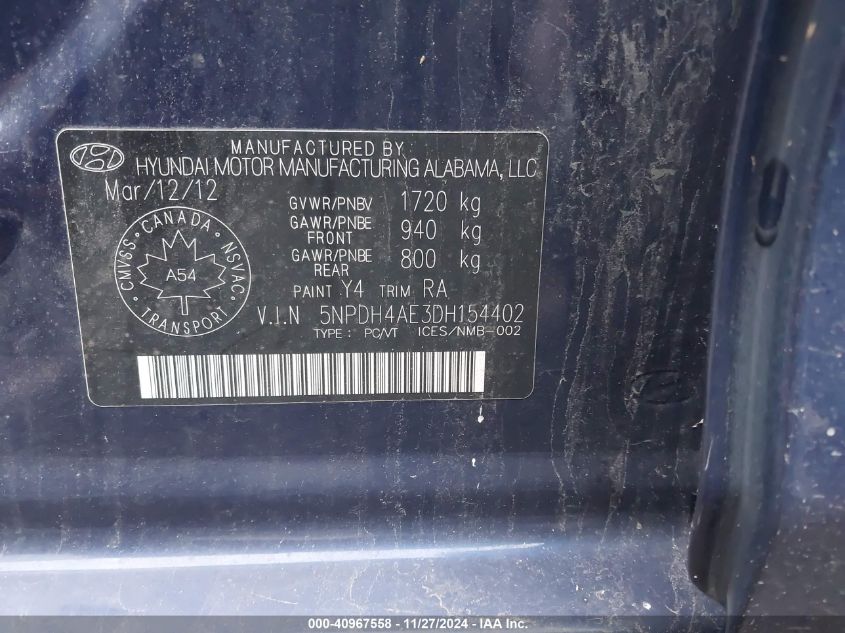 MANUFACTURED BY:
HYUNDAI MOTOR MANUFACTURING ALABAMA, LLC
Mar/12/12
GVWR/PNBV 1720 kg
GAWR/PNBE FRONT 940 kg
GAWR/PNBE REAR 800 kg
CANADA
CMVSS NSVAC
A54
TRANSPORT
PAINT Y4 TRIM RA
V.I.N 5NPDH4AE3DH154402
TYPE : PC/VT ICES/NMB-002
000-40967558 - 11/27/2024 - IAA Inc.